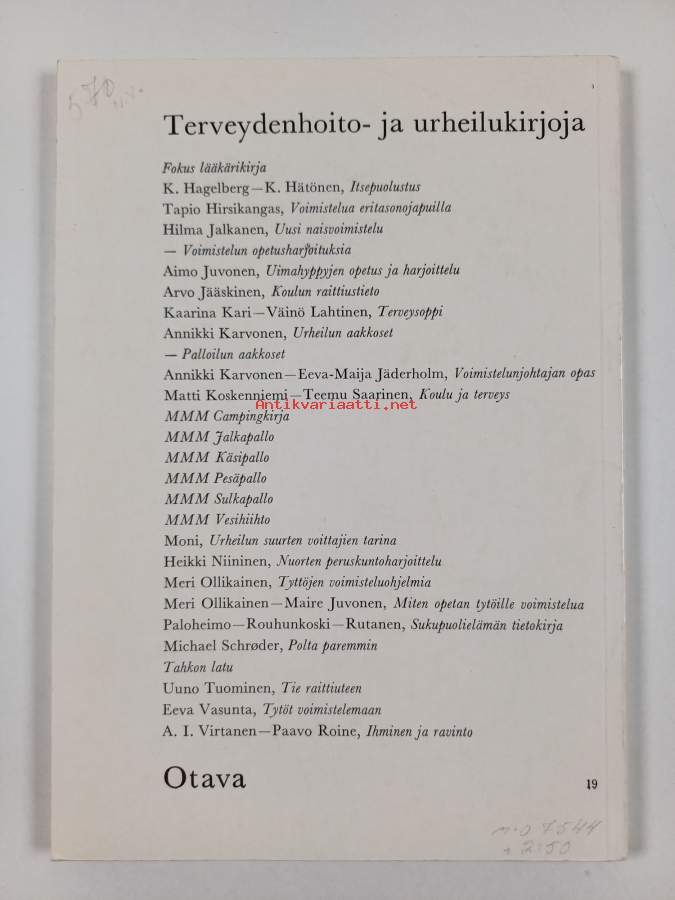 570
Terveydenhoito- ja urheilukirjoja
Fokus lääkärikirja
K. Hagelberg—K. Hätönen, Itsepuolustus
Tapio Hirsikangas, Voimistelua eritasonojapuilla
Hilma Jalkanen, Uusi naisvoimistelu
— Voimistelun opetusharjoituksia
Aimo Juvonen, Uimahyppyjen opetus ja harjoittelu
Arvo Jääskinen, Koulun raittiustieto
Kaarina Kari—Väinö Lahtinen, Terveysoppi
Annikki Karvonen, Urheilun aakkoset
— Palloilun aakkoset
Annikki Karvonen—Eeva-Maija Jäderholm, Voimistelunjohtajan opas
Matti Koskenniemi—Teemu Saarinen, Koulu ja terveys
Antikvariaatti.net
MMM Campingkirja
MMM Jalkapallo
MMM Käsipallo
MMM Pesäpallo
MMM Sulkapallo
MMM Vesihiihto
Moni, Urheilun suurten voittajien tarina
Heikki Niininen, Nuorten peruskuntoharjoittelu
Meri Ollikainen, Tyttöjen voimisteluohjelmia
Meri Ollikainen—Maire Juvonen, Miten opetan tytöille voimistelua
Paloheimo—Rouhunkoski—Rutanen, Sukupuolielämän tietokirja
Michael Schrøder, Polta paremmin
Tahkon latu
Uuno Tuominen, Tie raittiuteen
Eeva Vasunta, Tytöt voimistelemaan
A. I. Virtanen—Paavo Roine, Ihminen ja ravinto
Otava
19
7544
2:50